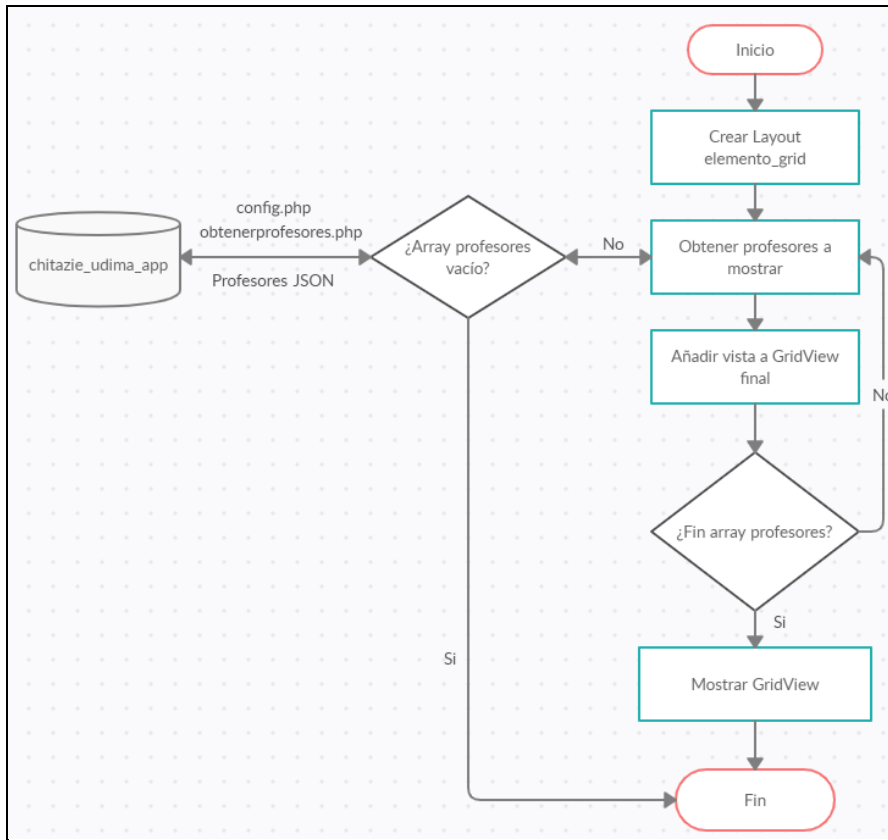 Inicio
Crear Layout
elemento_grid
config.php
obtenerprofesores.php
chitazie_udima_app
Profesores JSON
¿Array profesores
vacío?
No
Obtener profesores a
mostrar
Añadir vista a GridView
final
No
¿Fin array profesores?
Si
Si
Mostrar GridView
Fin